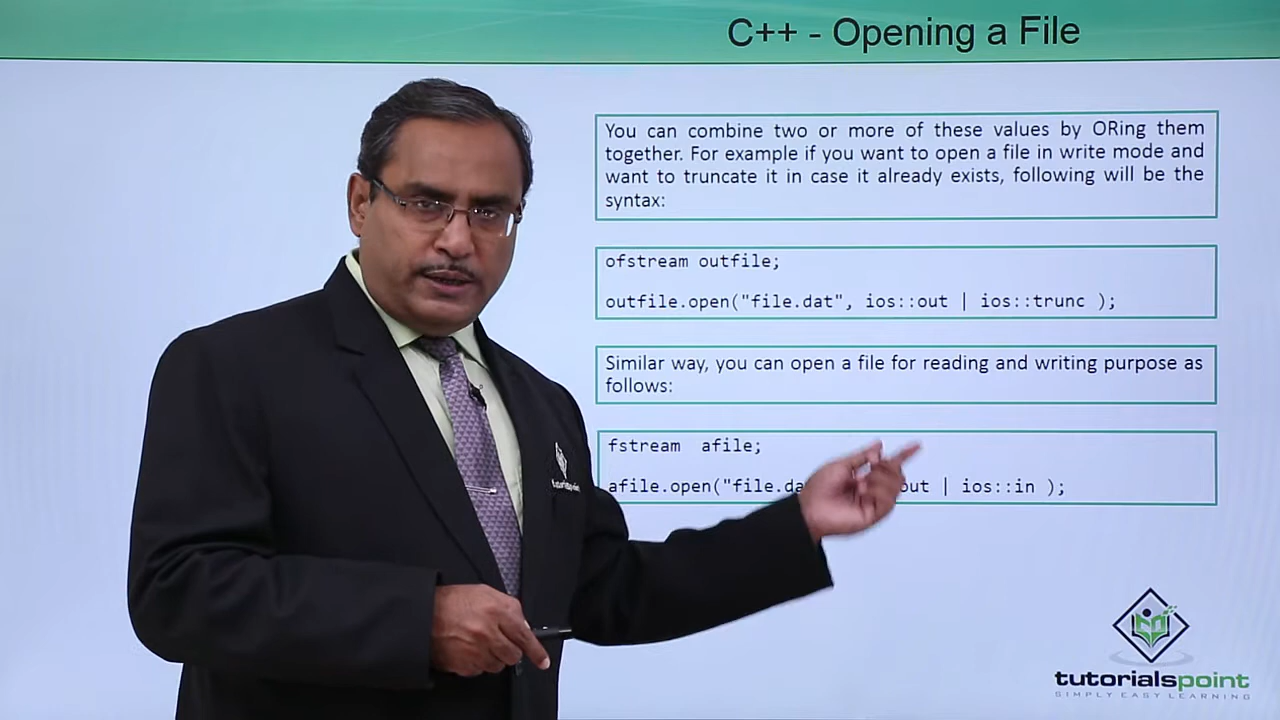 C++ - Opening a File
You can combine two or more of these values by ORing them
together. For example if you want to open a file in write mode and
want to truncate it in case it already exists, following will be the
syntax:
ofstream outfile;
outfile.open("file.dat", ios::out | ios::trunc );
Similar way, you can open a file for reading and writing purpose as
follows:
fstream afile;
afile.open("file.da out | ios::in );
tutorialspoint
tutorialspoint
SIMPLY EASY LEARNING